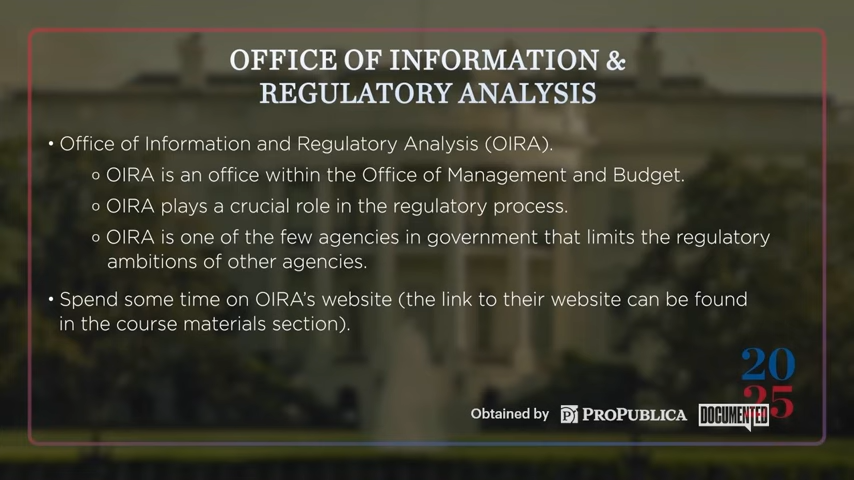 OFFICE OF INFORMATION &
REGULATORY ANALYSIS
• Office of Information and Regulatory Analysis (OIRA).
o OIRA is an office within the Office of Management and Budget.
o OIRA plays a crucial role in the regulatory process.
o OIRA is one of the few agencies in government that limits the regulatory
ambitions of other agencies.
• Spend some time on OIRA’s website (the link to their website can be found
in the course materials section).
20
25
Obtained by PROPUBLICA DOCUMENTED